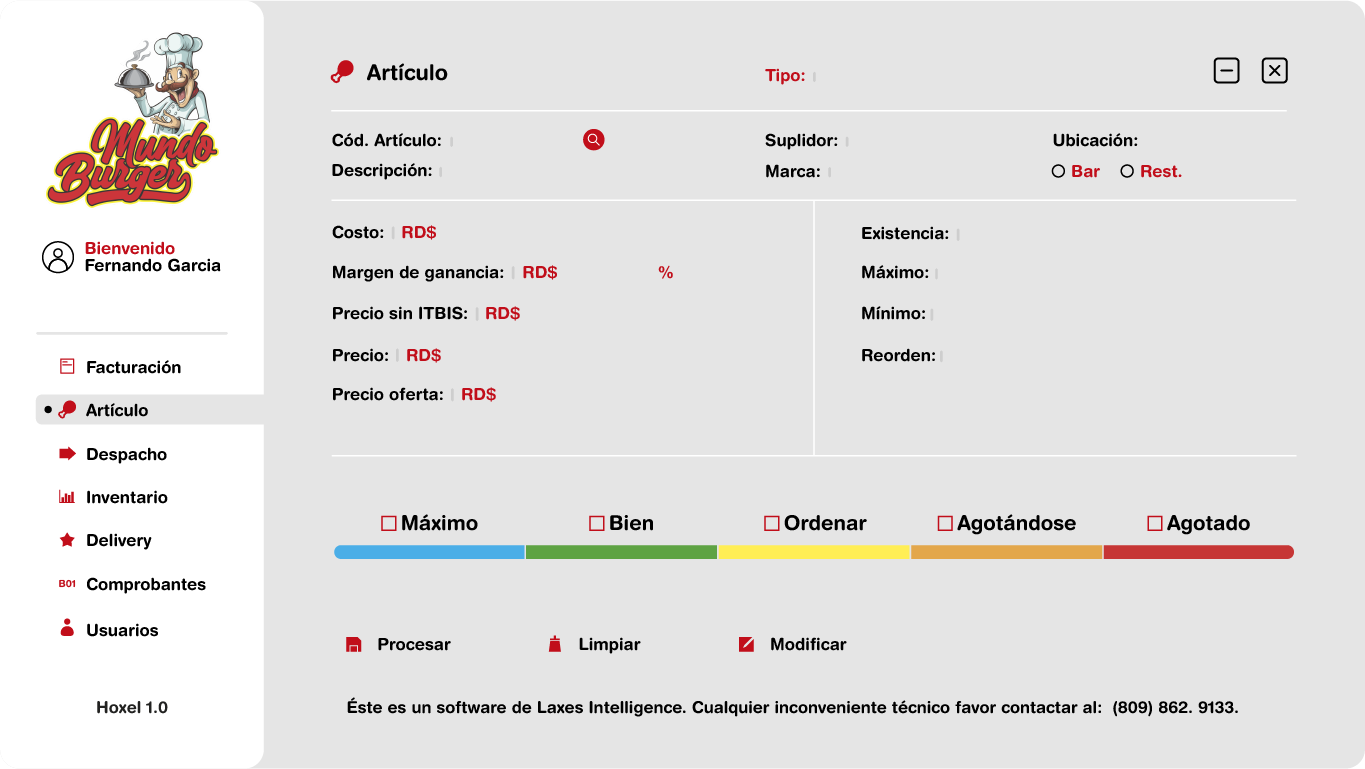 Mundo
Burger
Bienvenido
Fernando Garcia
Facturación
Artículo
Despacho
Inventario
Delivery
B01 Comprobantes
Usuarios
Hoxel 1.0
Artículo
Tipo:
Cód. Artículo:
Suplidor:
Ubicación:
Descripción:
Marca:
Bar
Rest.
Costo: RD$
Margen de ganancia: RD$ %
Precio sin ITBIS: RD$
Precio: RD$
Precio oferta: RD$
Existencia:
Máximo:
Mínimo:
Reorden:
Máximo
Bien
Ordenar
Agotándose
Agotado
Procesar
Limpiar
Modificar
Éste es un software de Laxes Intelligence. Cualquier inconveniente técnico favor contactar al: (809) 862. 9133.